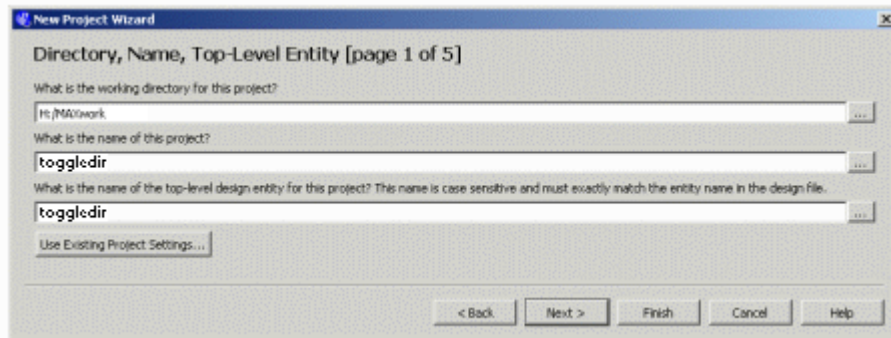 New Project Wizard
Directory, Name, Top-Level Entity [page 1 of 5]
What is the working directory for this project?
H:/MAXwork
...
What is the name of this project?
toggledir
...
What is the name of the top-level design entity for this project? This name is case sensitive and must exactly match the entity name in the design file.
toggledir
...
Use Existing Project Settings...
< Back Next > Finish Cancel Help